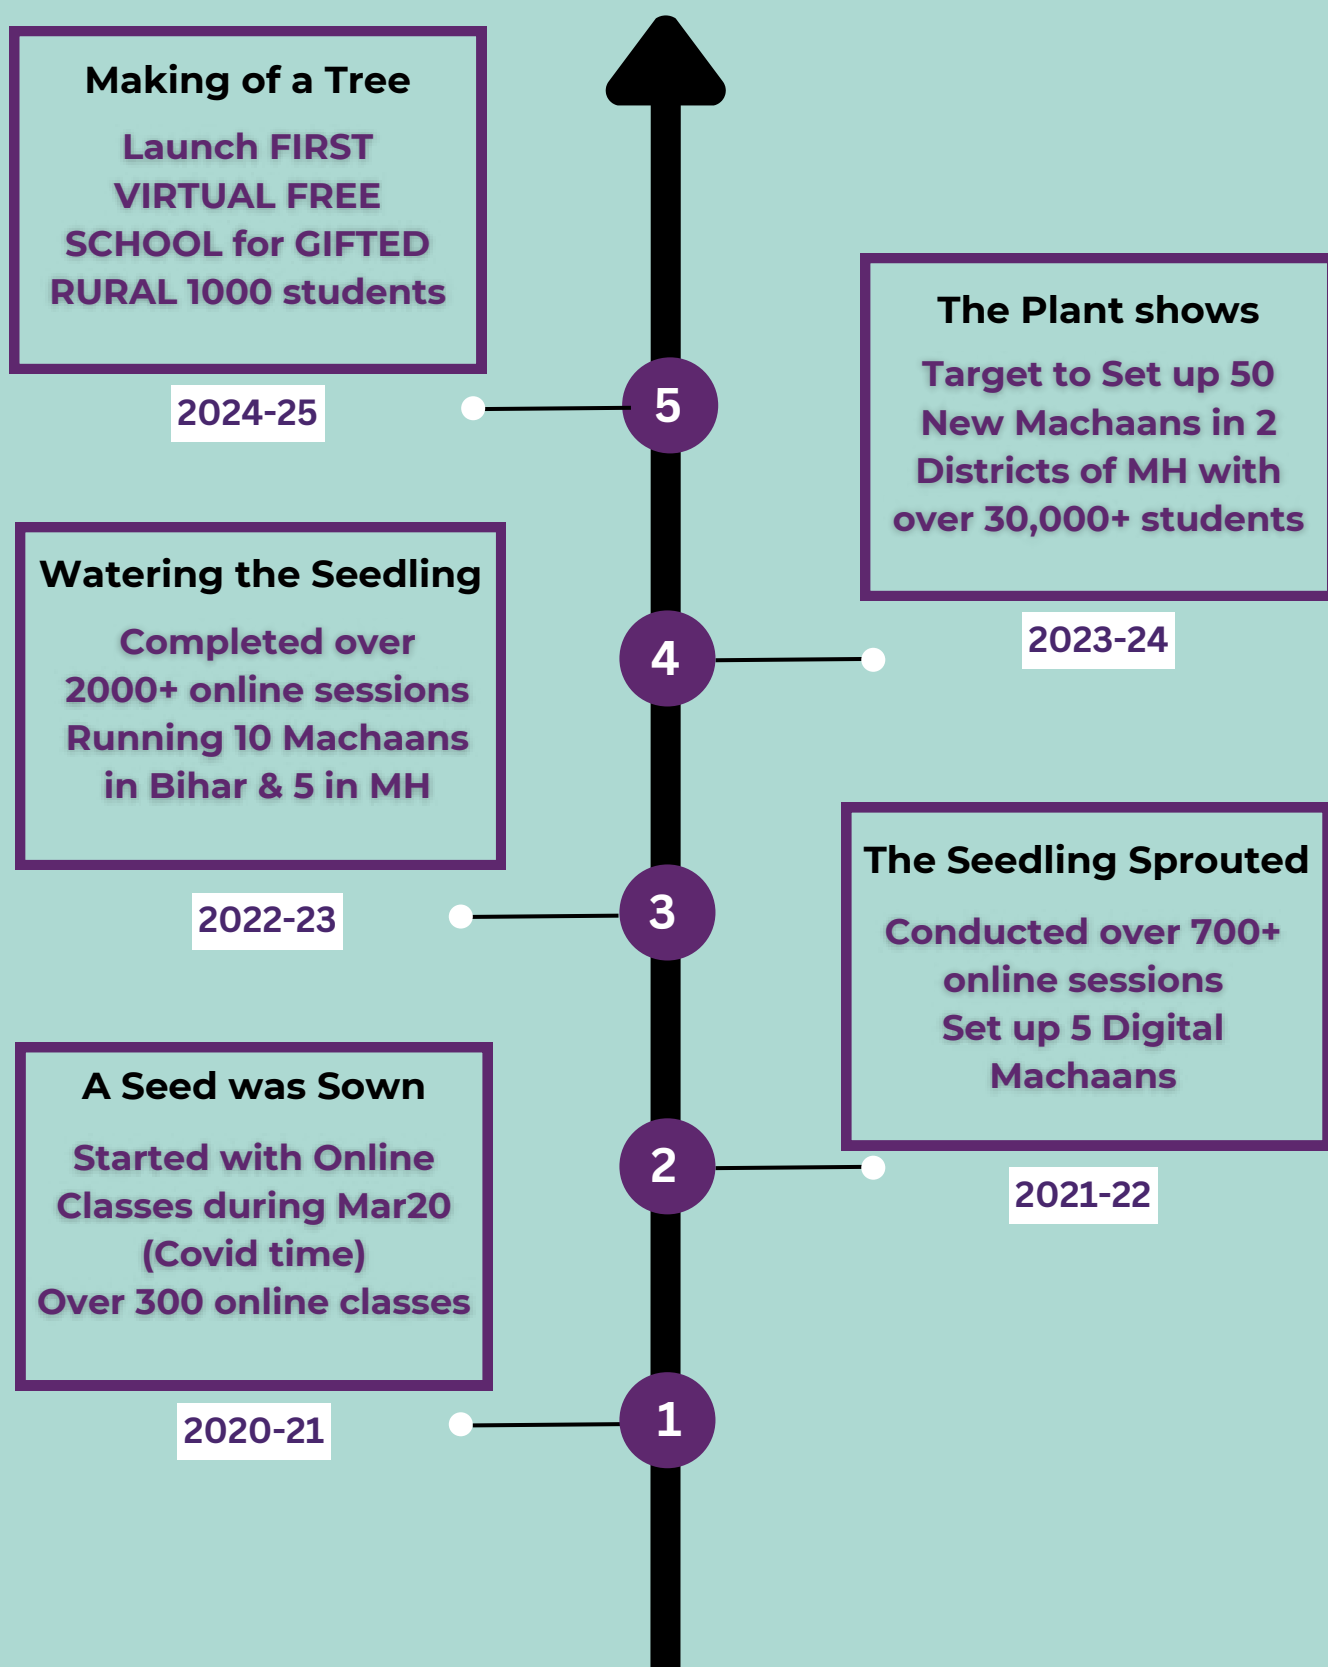 Making of a Tree
Launch FIRST
VIRTUAL FREE
SCHOOL for GIFTED
RURAL 1000 students
2024-25
5
The Plant shows
Target to Set up 50
New Machaans in 2
Districts of MH with
over 30,000+ students
2023-24
4
Watering the Seedling
Completed over
2000+ online sessions
Running 10 Machaans
in Bihar & 5 in MH
2022-23
3
The Seedling Sprouted
Conducted over 700+
online sessions
Set up 5 Digital
Machaans
2021-22
2
A Seed was Sown
Started with Online
Classes during Mar20
(Covid time)
Over 300 online classes
2020-21
1